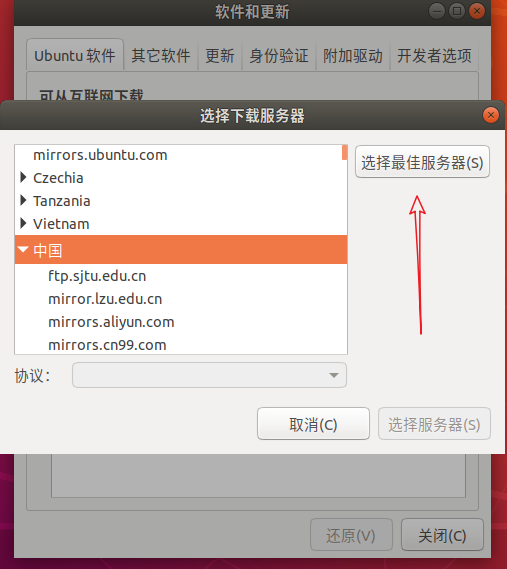 软件和更新
Ubuntu 软件 其它软件 更新 身份验证 附加驱动 开发者选项
可从互联网下载
选择下载服务器
mirrors.ubuntu.com
选择最佳服务器(S)
Czechia
Tanzania
Vietnam
中国
ftp.sjtu.edu.cn
mirror.lzu.edu.cn
mirrors.aliyun.com
mirrors.cn99.com
协议：
取消(C) 选择服务器(S)
还原(V) 关闭(C)